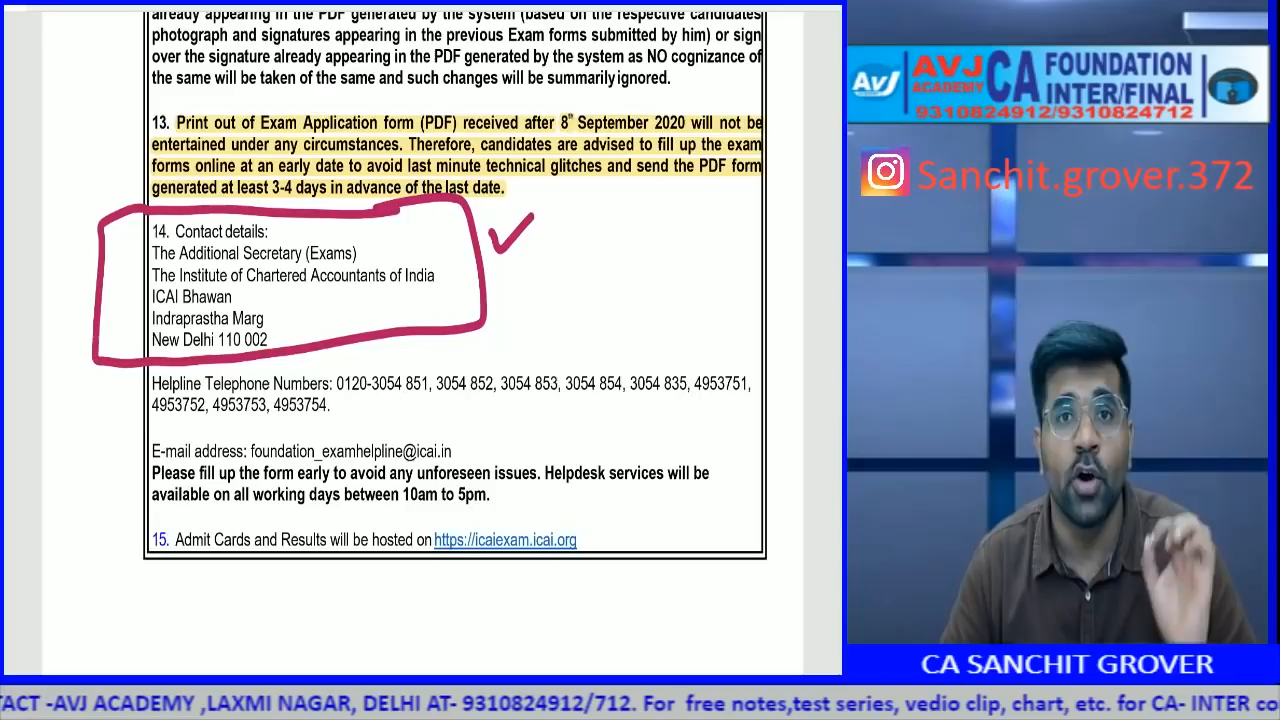 already appearing in the PDF generated by the system (based on the respective candidates
photograph and signatures appearing in the previous Exam forms submitted by him) or sign
over the signature already appearing in the PDF generated by the system as NO cognizance of
the same will be taken of the same and such changes will be summarily ignored.
13. Print out of Exam Application form (PDF) received after 8th September 2020 will not be
entertained under any circumstances. Therefore, candidates are advised to fill up the exam
forms online at an early date to avoid last minute technical glitches and send the PDF form
generated at least 3-4 days in advance of the last date.
14. Contact details:
The Additional Secretary (Exams)
The Institute of Chartered Accountants of India
ICAI Bhawan
Indraprastha Marg
New Delhi 110 002
Helpline Telephone Numbers: 0120-3054 851, 3054 852, 3054 853, 3054 854, 3054 835, 4953751,
4953752, 4953753, 4953754.
E-mail address: foundation_examhelpline@icai.in
Please fill up the form early to avoid any unforeseen issues. Helpdesk services will be
available on all working days between 10am to 5pm.
15. Admit Cards and Results will be hosted on https://icaiexam.icai.org
AVJ
AVJ ACADEMY CA FOUNDATION INTER/FINAL
9310824912/9310824712
Sanchit.grover.372
CA SANCHIT GROVER
TACT -AVJ ACADEMY ,LAXMI NAGAR, DELHI AT- 9310824912/712. For free notes,test series, vedio clip, chart, etc. for CA- INTER co